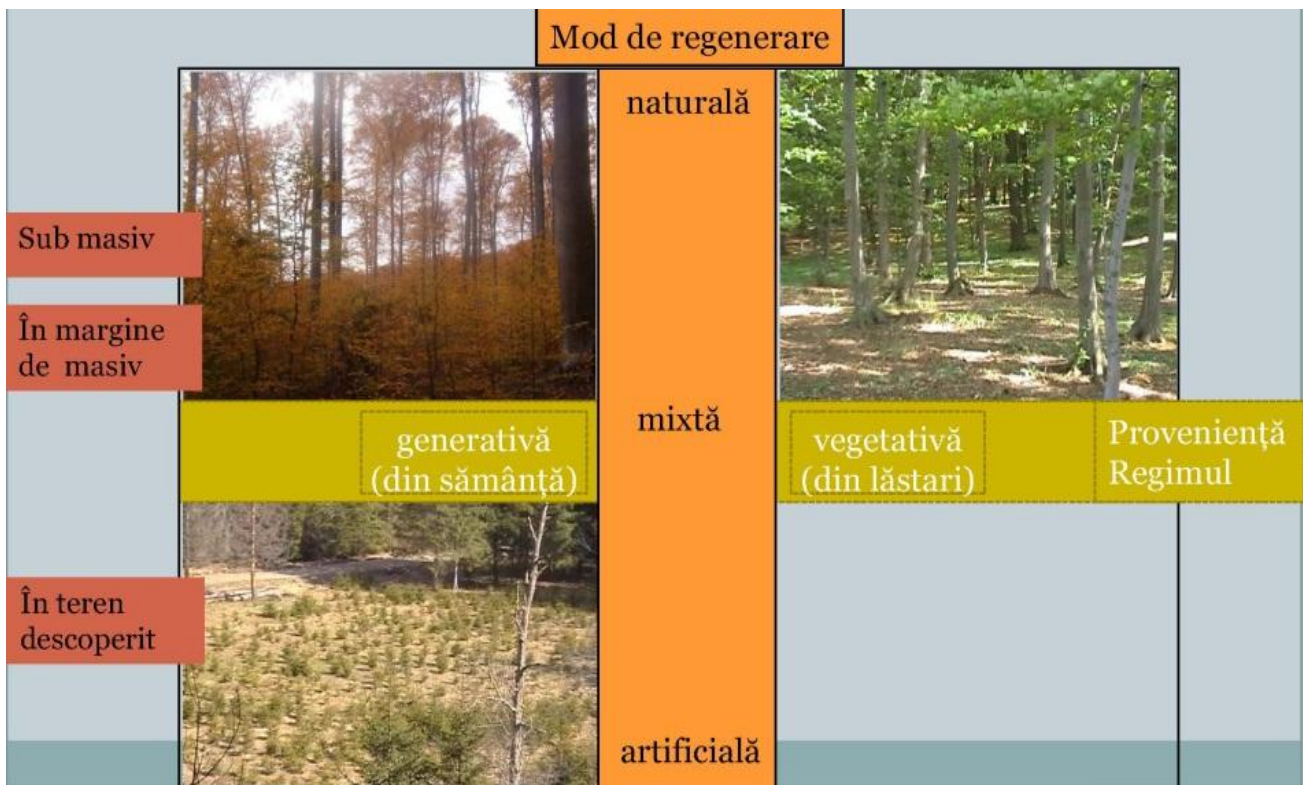 Mod de regenerare
naturală
Sub masiv
În margine
de masiv
mixtă
generativă
(din sămânță)
vegetativă
(din lăstari)
Proveniență
Regimul
În teren
descoperit
artificială